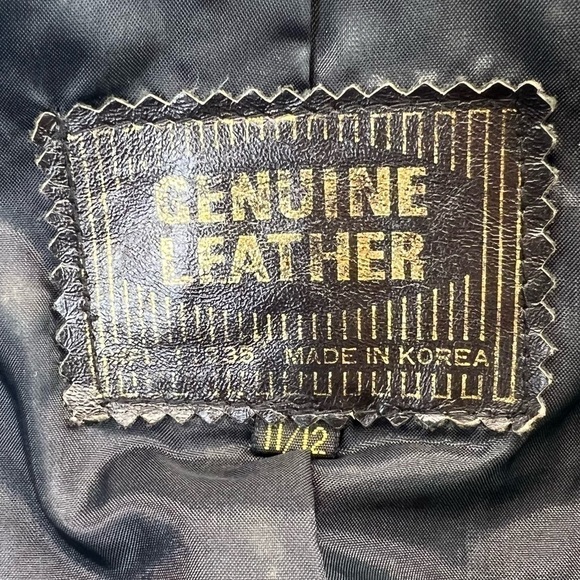 GENUINE
LEATHER
MADE IN KOREA
11/12